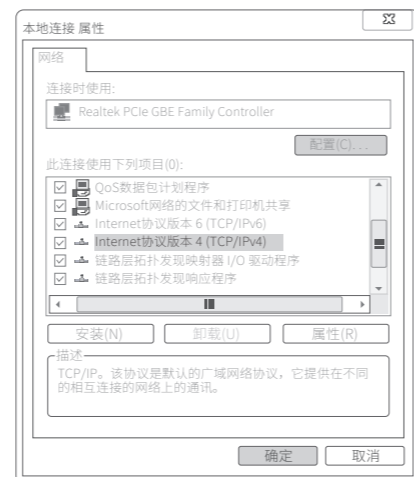 本地连接 属性
网络
连接时使用:
Realtek PCIe GBE Family Controller
配置(C)...
此连接使用下列项目(O):
QoS数据包计划程序
Microsoft网络的文件和打印机共享
Internet协议版本 6 (TCP/IPv6)
Internet协议版本 4 (TCP/IPv4)
链路层拓扑发现映射器 I/O 驱动程序
链路层拓扑发现响应程序
安装(N) 卸载(U) 属性(R)
描述
TCP/IP。该协议是默认的广域网络协议，它提供在不同
的相互连接的网络上的通讯。
确定 取消